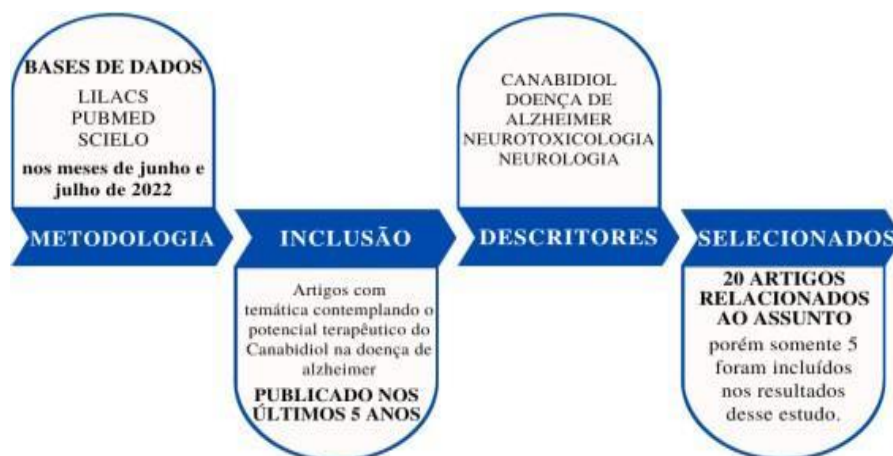 BASES DE DADOS
LILACS
PUBMED
SCIELO
nos meses de junho e
julho de 2022
METODOLOGIA
INCLUSÃO
Artigos com
temática contemplando o
potencial terapêutico do
Canabidiol na doença de
alzheimer
PUBLICADO NOS
ÚLTIMOS 5 ANOS
CANABIDIOL
DOENÇA DE
ALZHEIMER
NEUROTOXICOLOGIA
NEUROLOGIA
DESCRITORES
SELECIONADOS
20 ARTIGOS
RELACIONADOS
AO ASSUNTO
porém somente 5
foram incluídos
nos resultados
desse estudo.